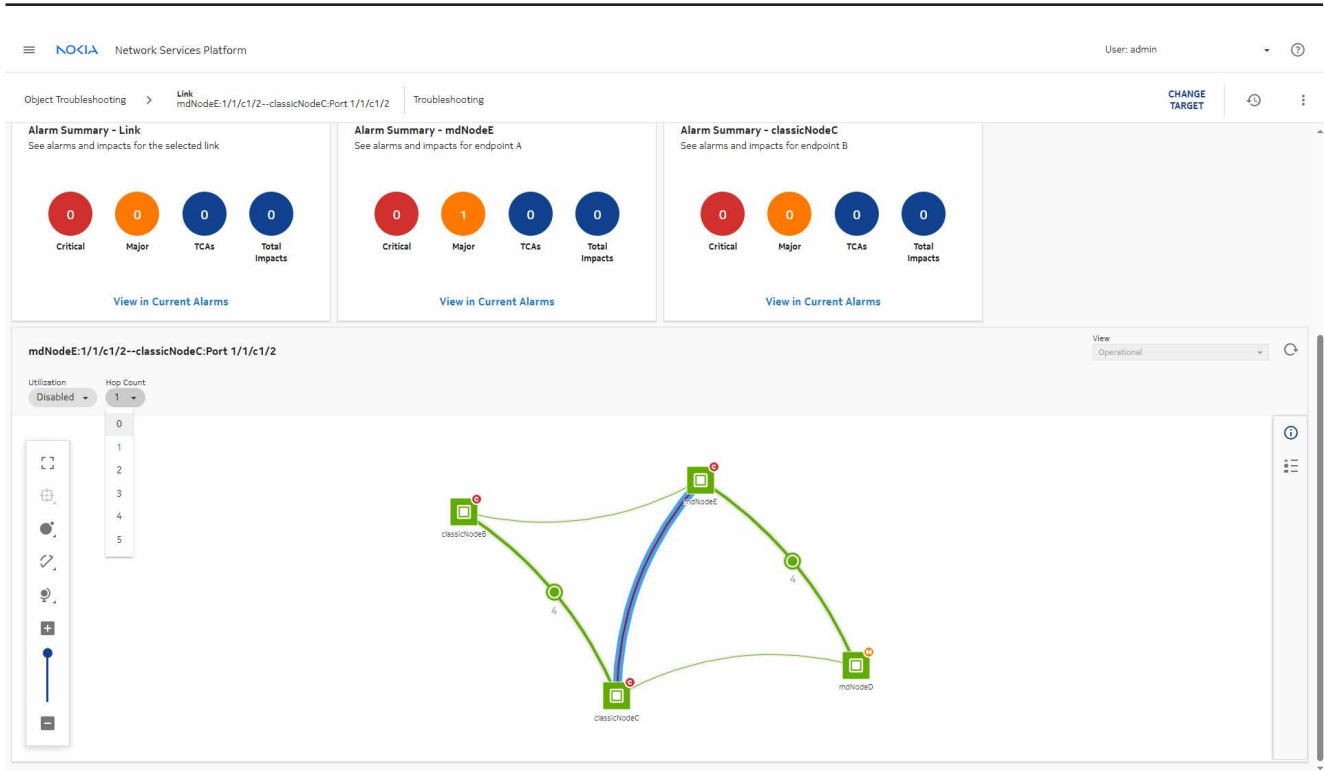 NOKIA Network Services Platform
User: admin
Object Troubleshooting > Link
mdNodeE:1/1/c1/2--classicNodeC:Port 1/1/c1/2
Troubleshooting
CHANGE
TARGET
Alarm Summary - Link
See alarms and impacts for the selected link
0 0 0 0
Critical Major TCAs Total
Impacts
View in Current Alarms
Alarm Summary - mdNodeE
See alarms and impacts for endpoint A
0 1 0 0
Critical Major TCAs Total
Impacts
View in Current Alarms
Alarm Summary - classicNodeC
See alarms and impacts for endpoint B
0 0 0 0
Critical Major TCAs Total
Impacts
View in Current Alarms
mdNodeE:1/1/c1/2--classicNodeC:Port 1/1/c1/2
View
Operational
Utilization Hop Count
Disabled 1
0
1
2
3
4
5
C
mdNodeE
C
classicNodeB
4
4
M
mdNodeD
C
classicNodeC